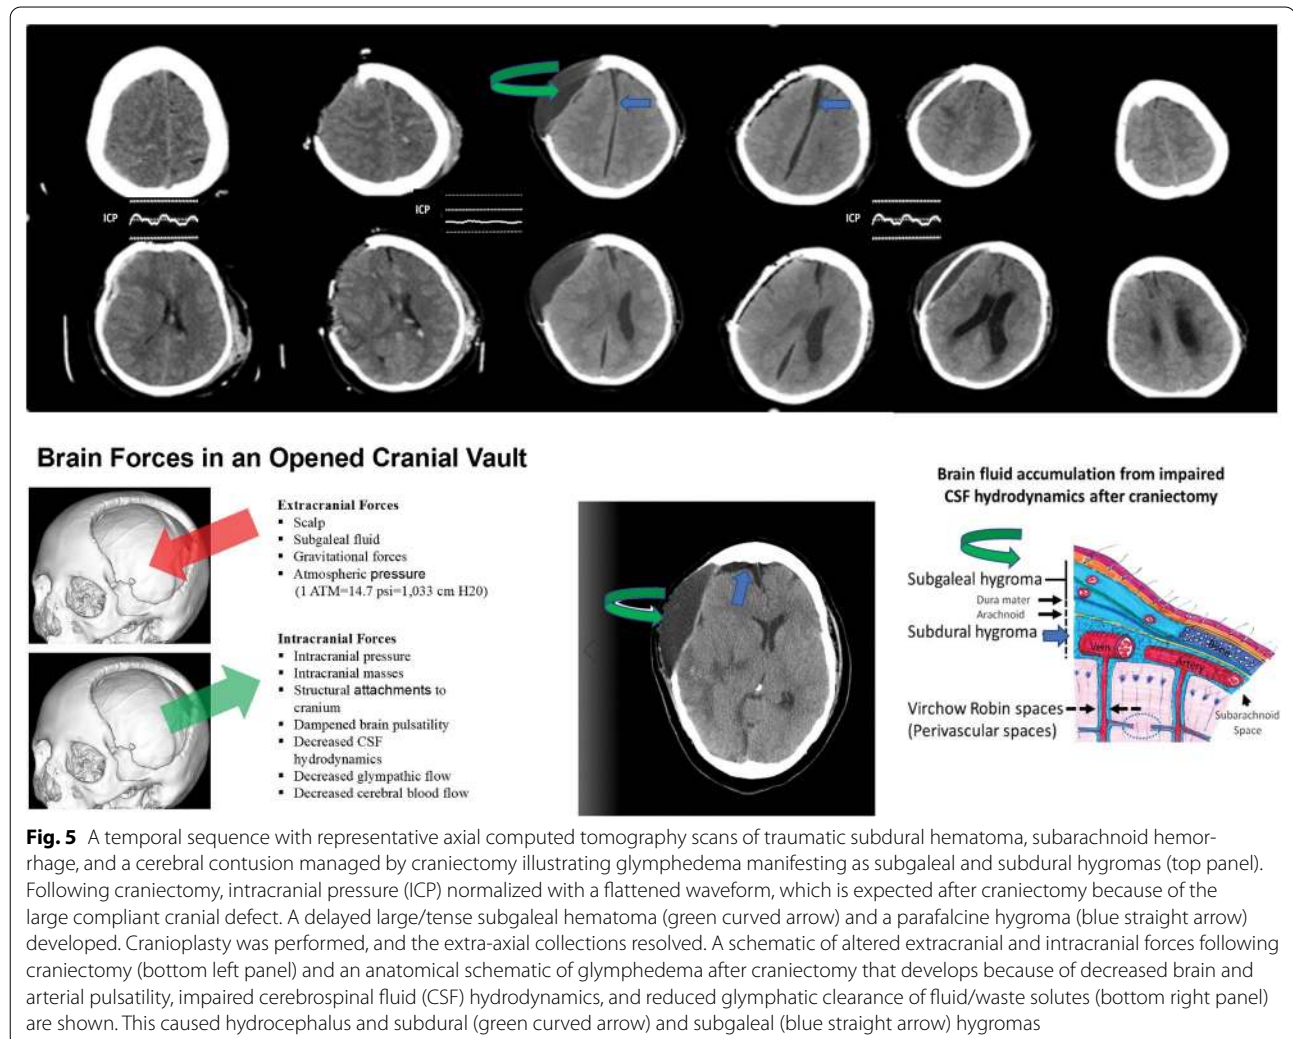 ICP
ICP
ICP
Brain Forces in an Opened Cranial Vault
Extracranial Forces
▪ Scalp
▪ Subgaleal fluid
▪ Gravitational forces
▪ Atmospheric pressure
(1 ATM=14.7 psi=1,033 cm H20)
Intracranial Forces
▪ Intracranial pressure
▪ Intracranial masses
▪ Structural attachments to
cranium
▪ Dampened brain pulsatility
▪ Decreased CSF
hydrodynamics
▪ Decreased glympathic flow
▪ Decreased cerebral blood flow
Brain fluid accumulation from impaired
CSF hydrodynamics after craniectomy
Subgaleal hygroma
Dura mater
Arachnoid
Subdural hygroma
Vein
Artery
Bone
Virchow Robin spaces
(Perivascular spaces)
Subarachnoid
Space
Fig. 5 A temporal sequence with representative axial computed tomography scans of traumatic subdural hematoma, subarachnoid hemor-
rhage, and a cerebral contusion managed by craniectomy illustrating glymphedema manifesting as subgaleal and subdural hygromas (top panel).
Following craniectomy, intracranial pressure (ICP) normalized with a flattened waveform, which is expected after craniectomy because of the
large compliant cranial defect. A delayed large/tense subgaleal hematoma (green curved arrow) and a parafalcine hygroma (blue straight arrow)
developed. Cranioplasty was performed, and the extra-axial collections resolved. A schematic of altered extracranial and intracranial forces following
craniectomy (bottom left panel) and an anatomical schematic of glymphedema after craniectomy that develops because of decreased brain and
arterial pulsatility, impaired cerebrospinal fluid (CSF) hydrodynamics, and reduced glymphatic clearance of fluid/waste solutes (bottom right panel)
are shown. This caused hydrocephalus and subdural (green curved arrow) and subgaleal (blue straight arrow) hygromas